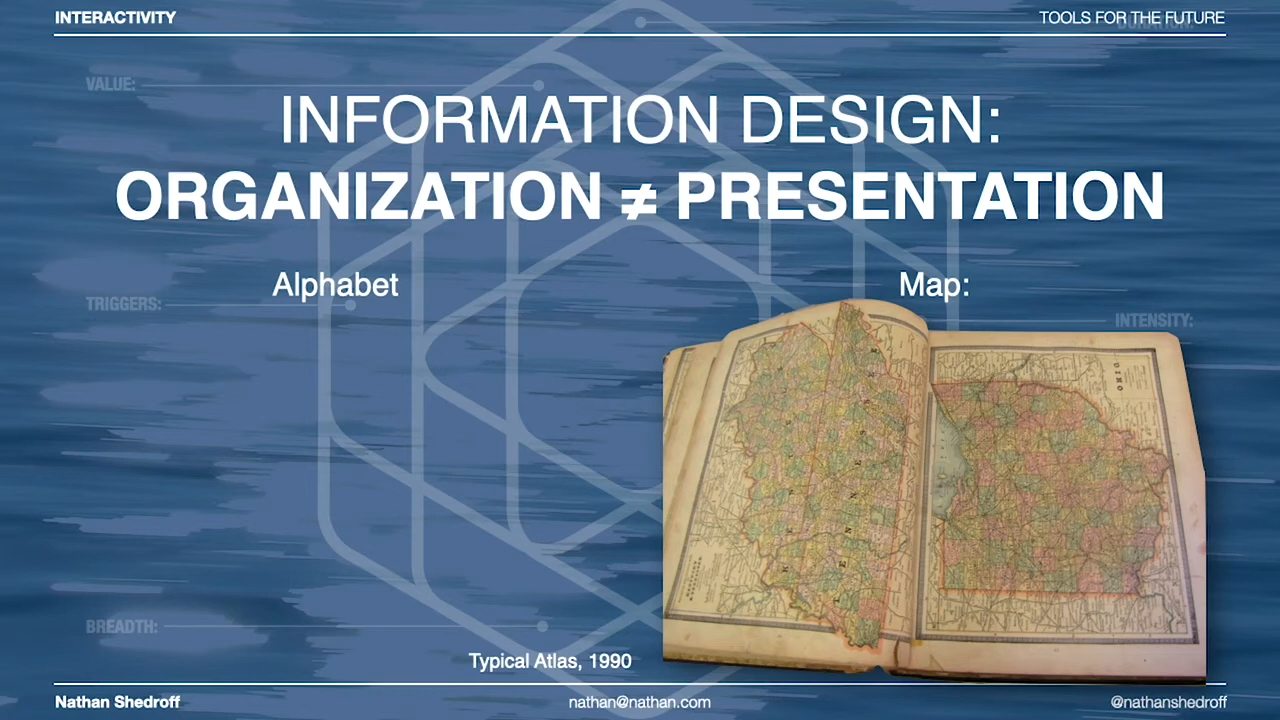 INTERACTIVITY
TOOLS FOR THE FUTURE
DURATION:
VALUE:
INFORMATION DESIGN:
ORGANIZATION ≠ PRESENTATION
Alphabet
Map:
TRIGGERS:
INTENSITY:
OHIO
BREADTH:
Typical Atlas, 1990
Nathan Shedroff
nathan@nathan.com
@nathanshedroff